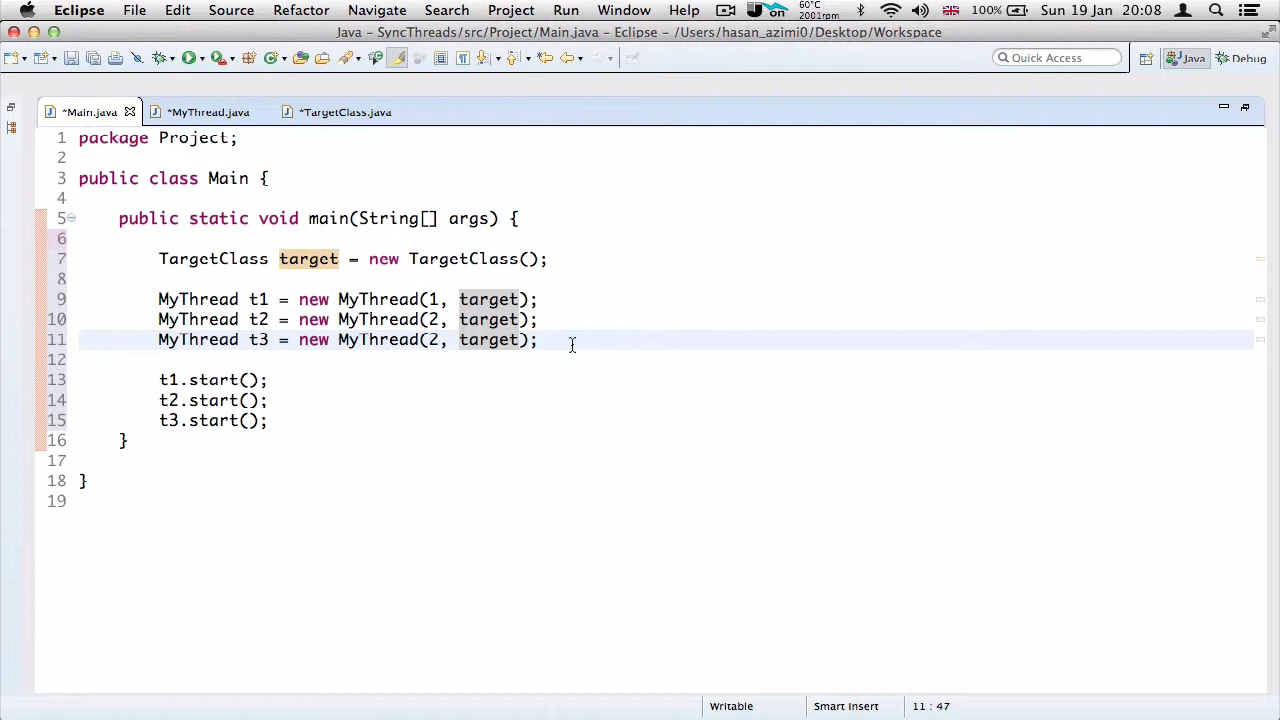 Eclipse File Edit Source Refactor Navigate Search Project Run Window Help on 60°C 2001rpm 100% Sun 19 Jan 20:08
Java - SyncThreads/src/Project/Main.java - Eclipse - /Users/hasan_azimi0/Desktop/Workspace
Quick Access Java Debug
*Main.java *MyThread.java *TargetClass.java
1 package Project;
2
3 public class Main {
4
5 public static void main(String[] args) {
6
7 TargetClass target = new TargetClass();
8
9 MyThread t1 = new MyThread(1, target);
10 MyThread t2 = new MyThread(2, target);
11 MyThread t3 = new MyThread(2, target);
12
13 t1.start();
14 t2.start();
15 t3.start();
16 }
17
18 }
19
Writable Smart Insert 11 : 47